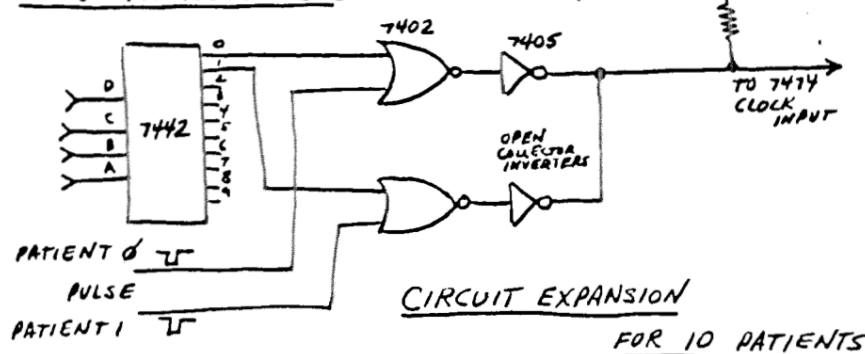 7402
7405
0
1
2
3
4
5
6
7
8
9
D
C
B
A
7442
TO 7474
CLOCK
INPUT
OPEN
COLLECTOR
INVERTERS
PATIENT Ø
PULSE
PATIENT 1
CIRCUIT EXPANSION
FOR 10 PATIENTS